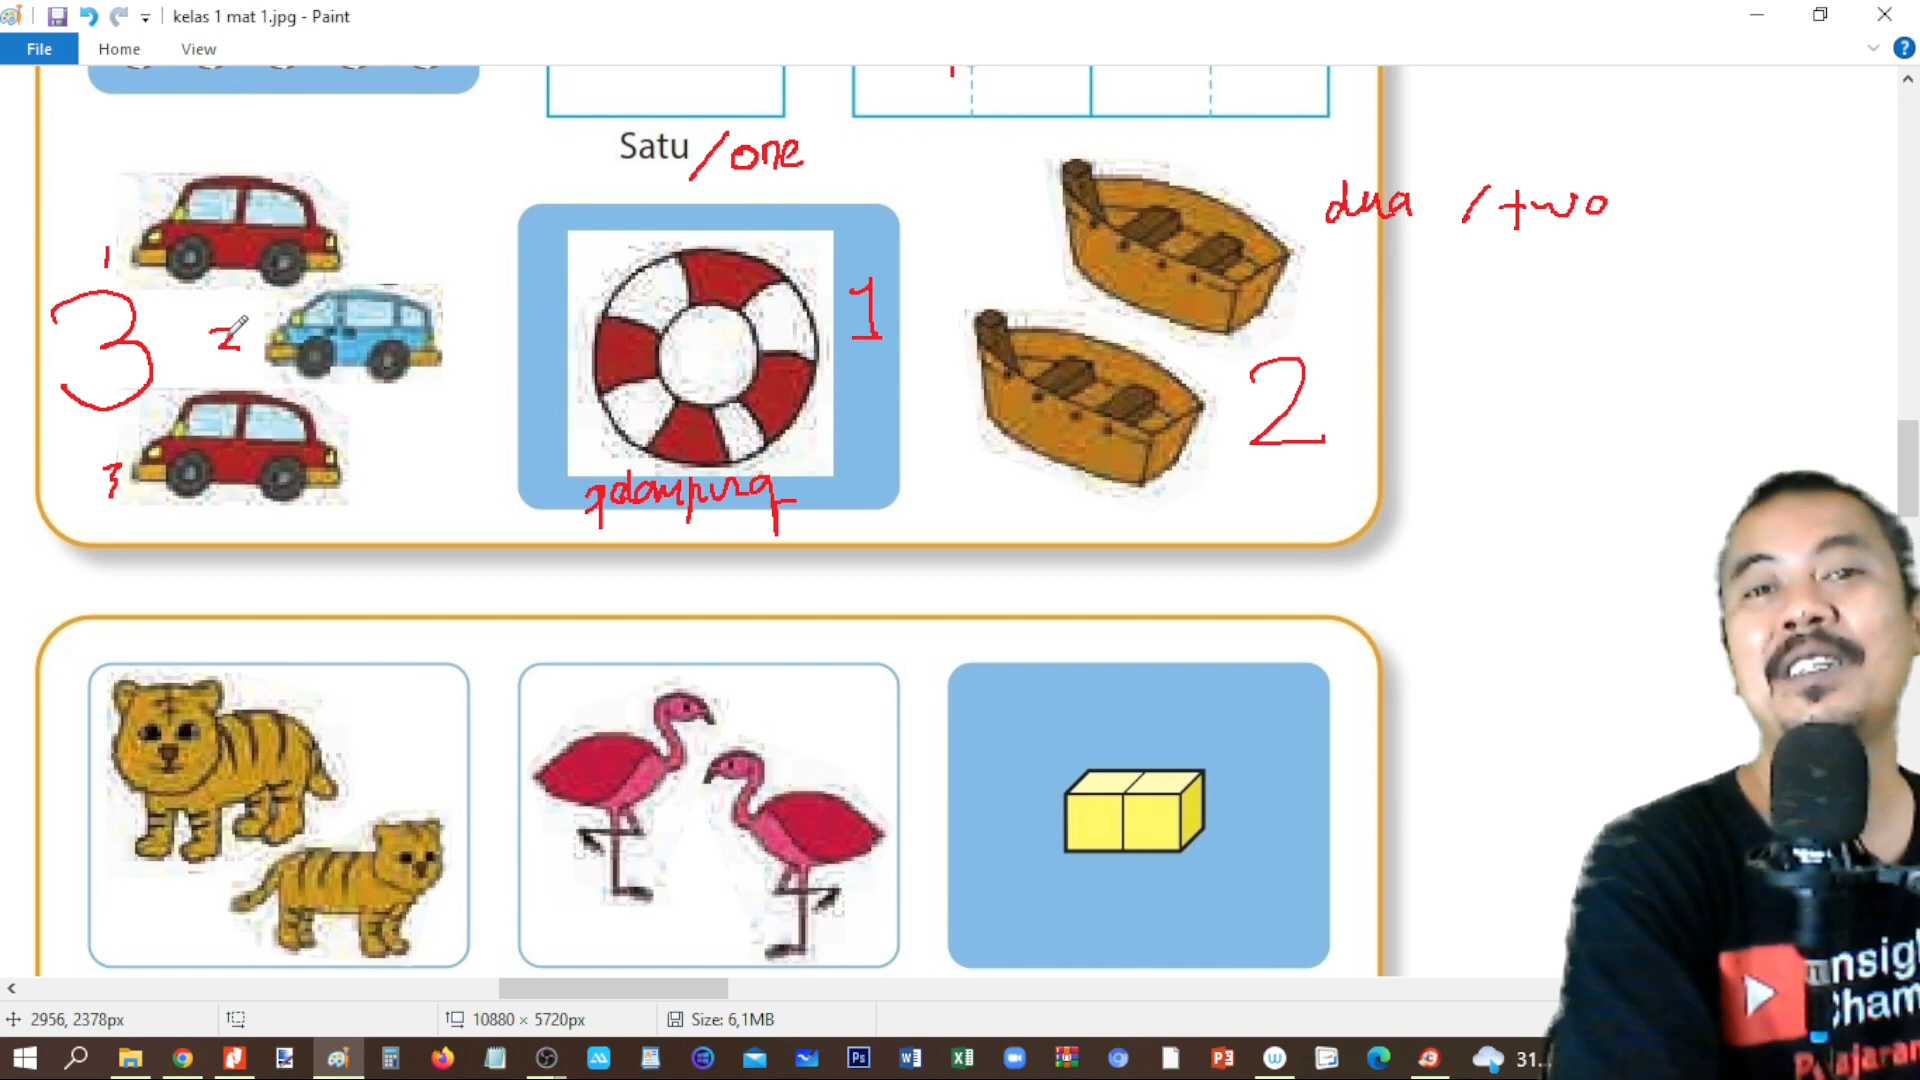 kelas 1 mat 1.jpg - Paint
File Home View
Satu /one
dua / two
1
3
2
3
1
2
2956, 2378px
10880 × 5720px
Size: 6,1MB
31...